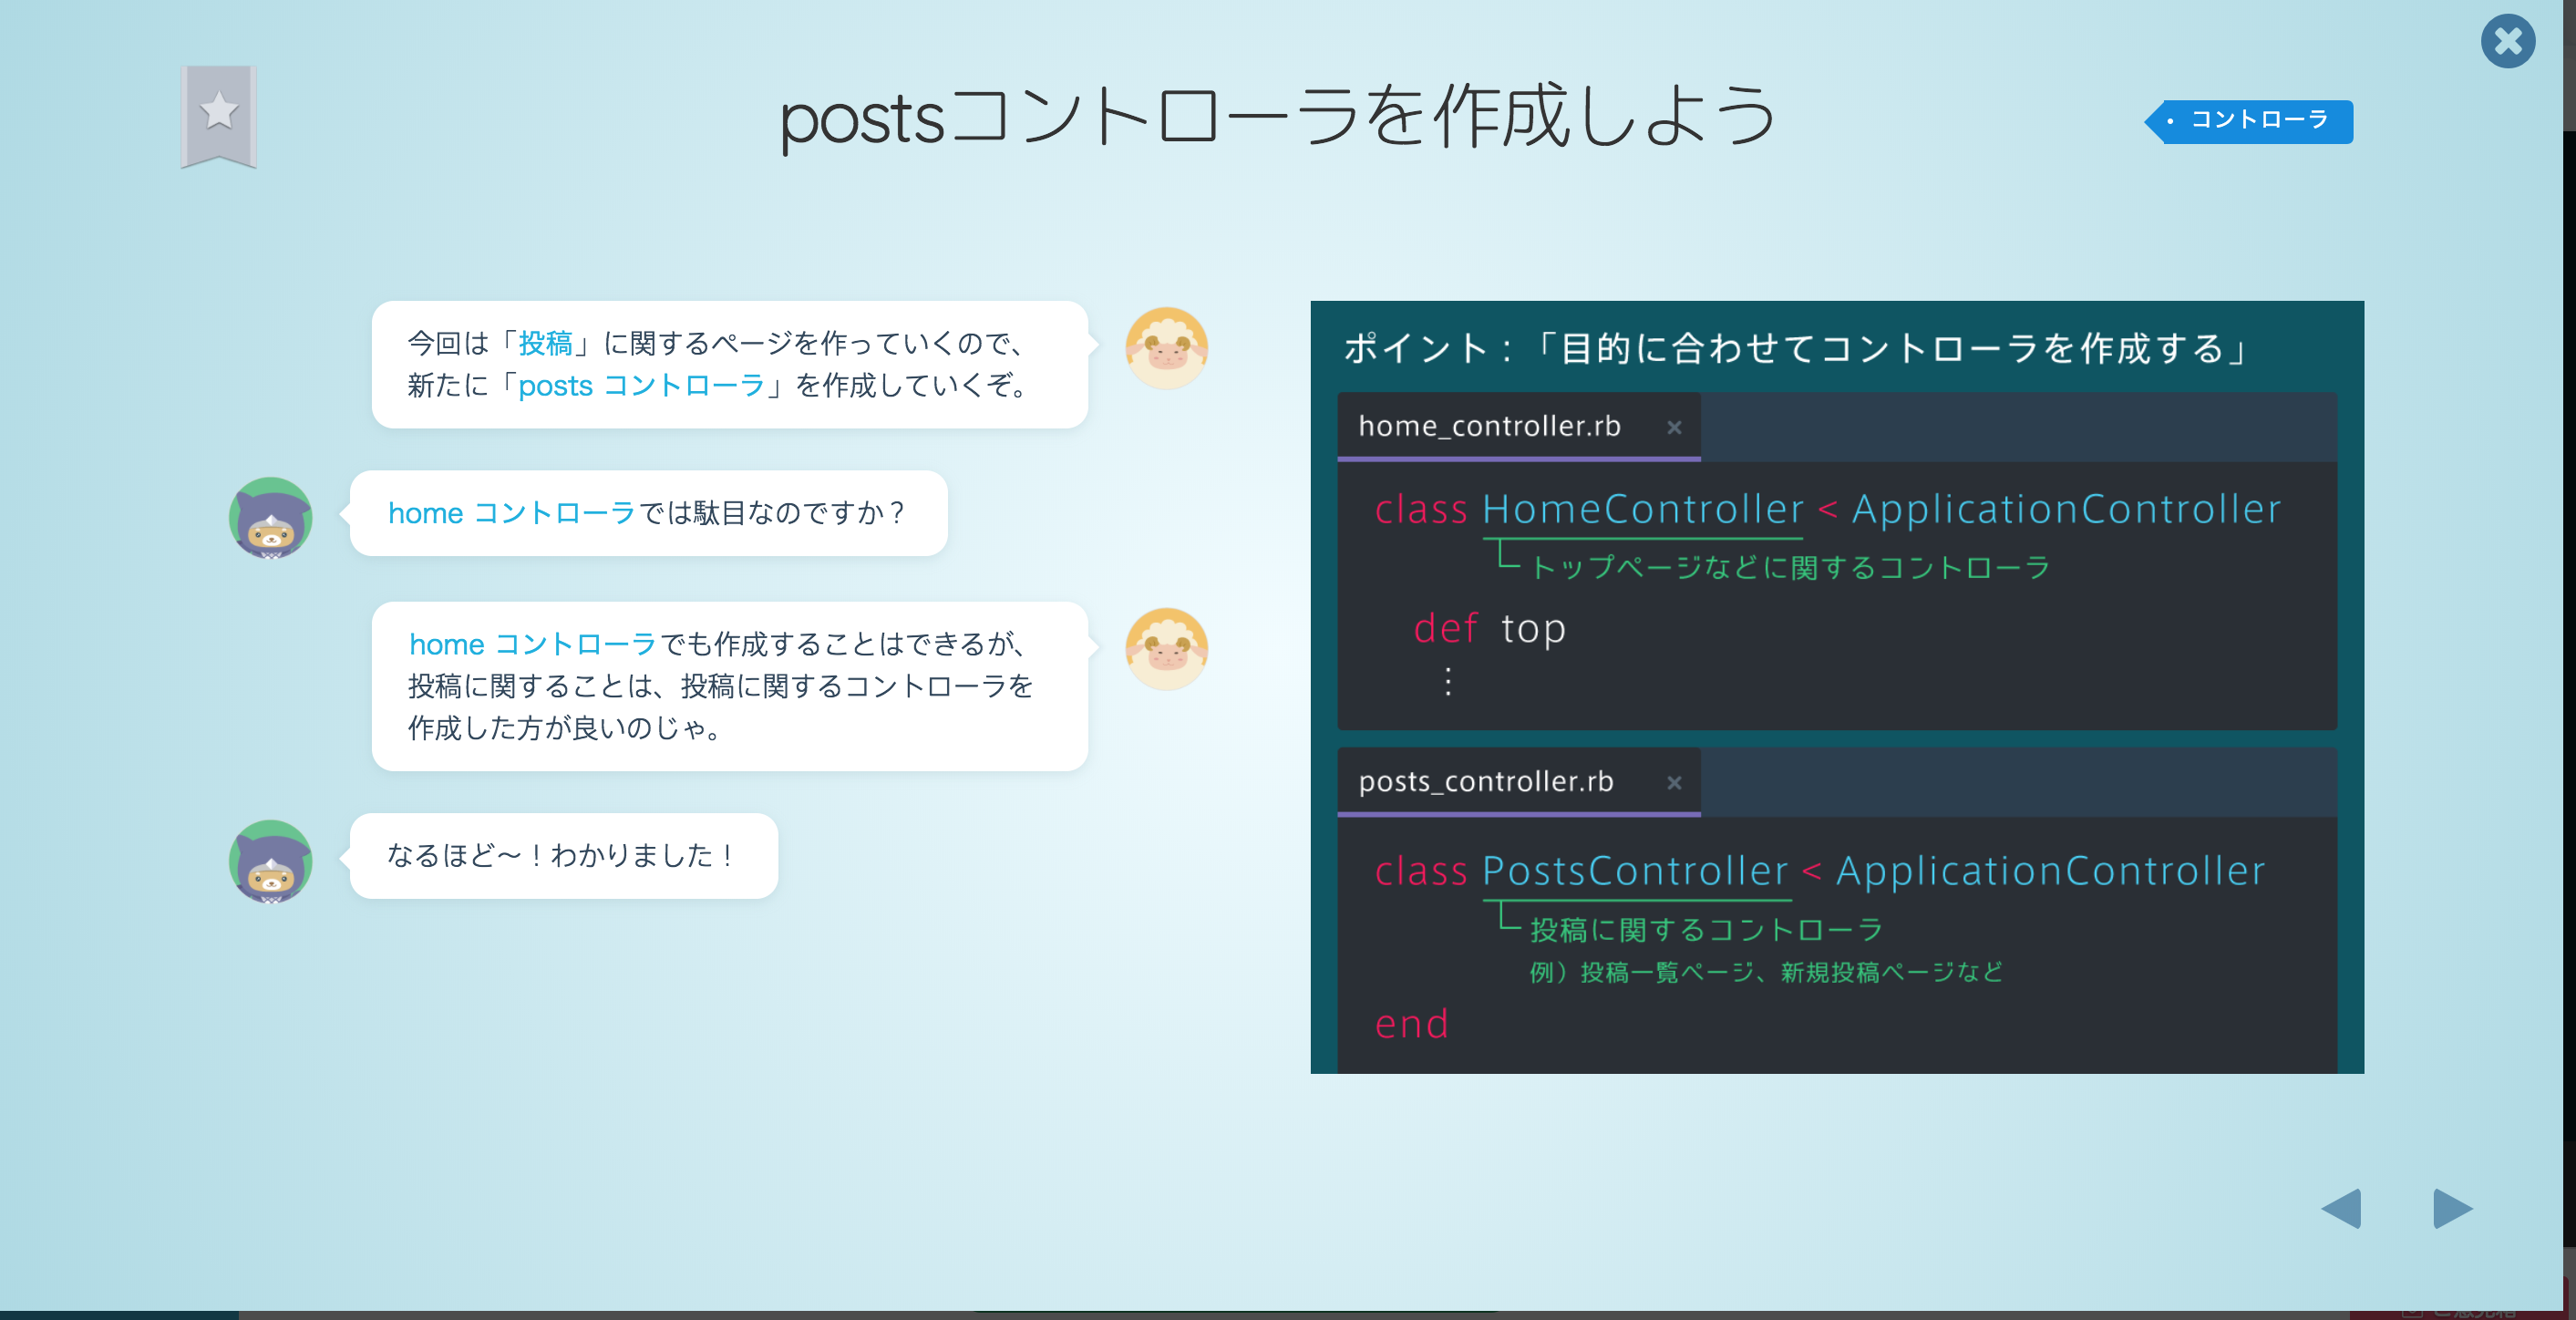 postsコントローラを作成しよう
• コントローラ
今回は「投稿」に関するページを作っていくので、
新たに「posts コントローラ」を作成していくぞ。
home コントローラでは駄目なのですか？
home コントローラでも作成することはできるが、
投稿に関することは、投稿に関するコントローラを
作成した方が良いのじゃ。
なるほど〜！わかりました！
ポイント：「目的に合わせてコントローラを作成する」
home_controller.rb ×
class HomeController < ApplicationController
トップページなどに関するコントローラ
def top
⋮
posts_controller.rb ×
class PostsController < ApplicationController
投稿に関するコントローラ
例）投稿一覧ページ、新規投稿ページなど
end